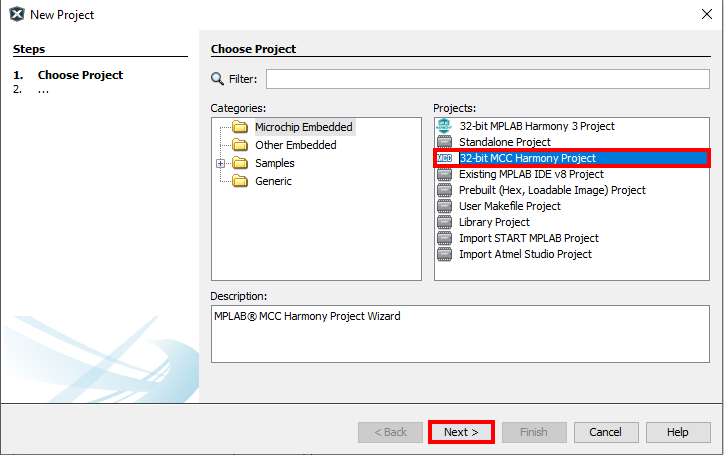 New Project
Steps
1. Choose Project
2. ...
Choose Project
Filter:
Categories:
Microchip Embedded
Other Embedded
Samples
Generic
Projects:
32-bit MPLAB Harmony 3 Project
Standalone Project
MCC 32-bit MCC Harmony Project
Existing MPLAB IDE v8 Project
Prebuilt (Hex, Loadable Image) Project
User Makefile Project
Library Project
Import START MPLAB Project
Import Atmel Studio Project
Description:
MPLAB® MCC Harmony Project Wizard
< Back Next > Finish Cancel Help